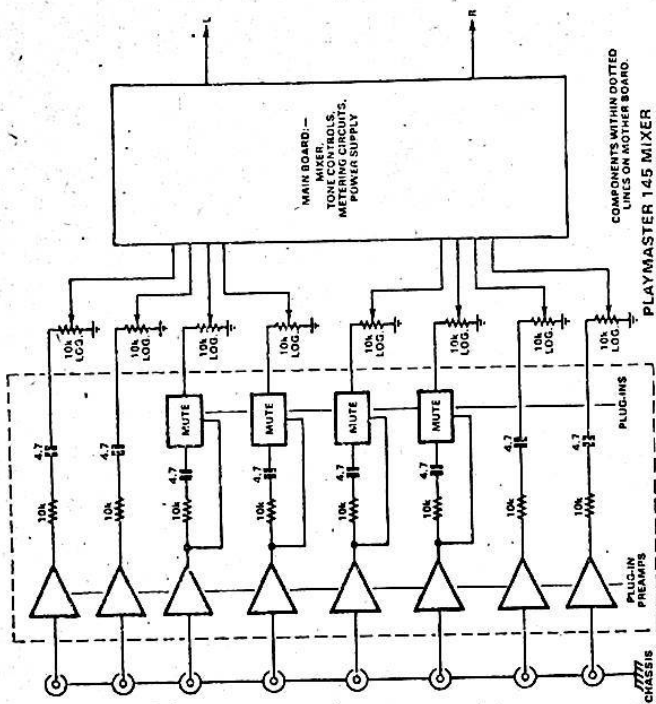 CHASSIS
PLUG-IN
PREAMPS
10k
10k
10k
10k
10k
10k
10k
10k
4.7
4.7
4.7
4.7
4.7
4.7
4.7
4.7
MUTE
MUTE
MUTE
MUTE
PLUG-INS
10k
LOG.
10k
LOG.
10k
LOG.
10k
LOG.
10k
LOG.
10k
LOG.
10k
LOG.
10k
LOG.
MAIN BOARD:—
MIXER,
TONE CONTROLS,
METERING CIRCUITS,
POWER SUPPLY
L
R
COMPONENTS WITHIN DOTTED
LINES ON MOTHER BOARD.
PLAYMASTER 145 MIXER